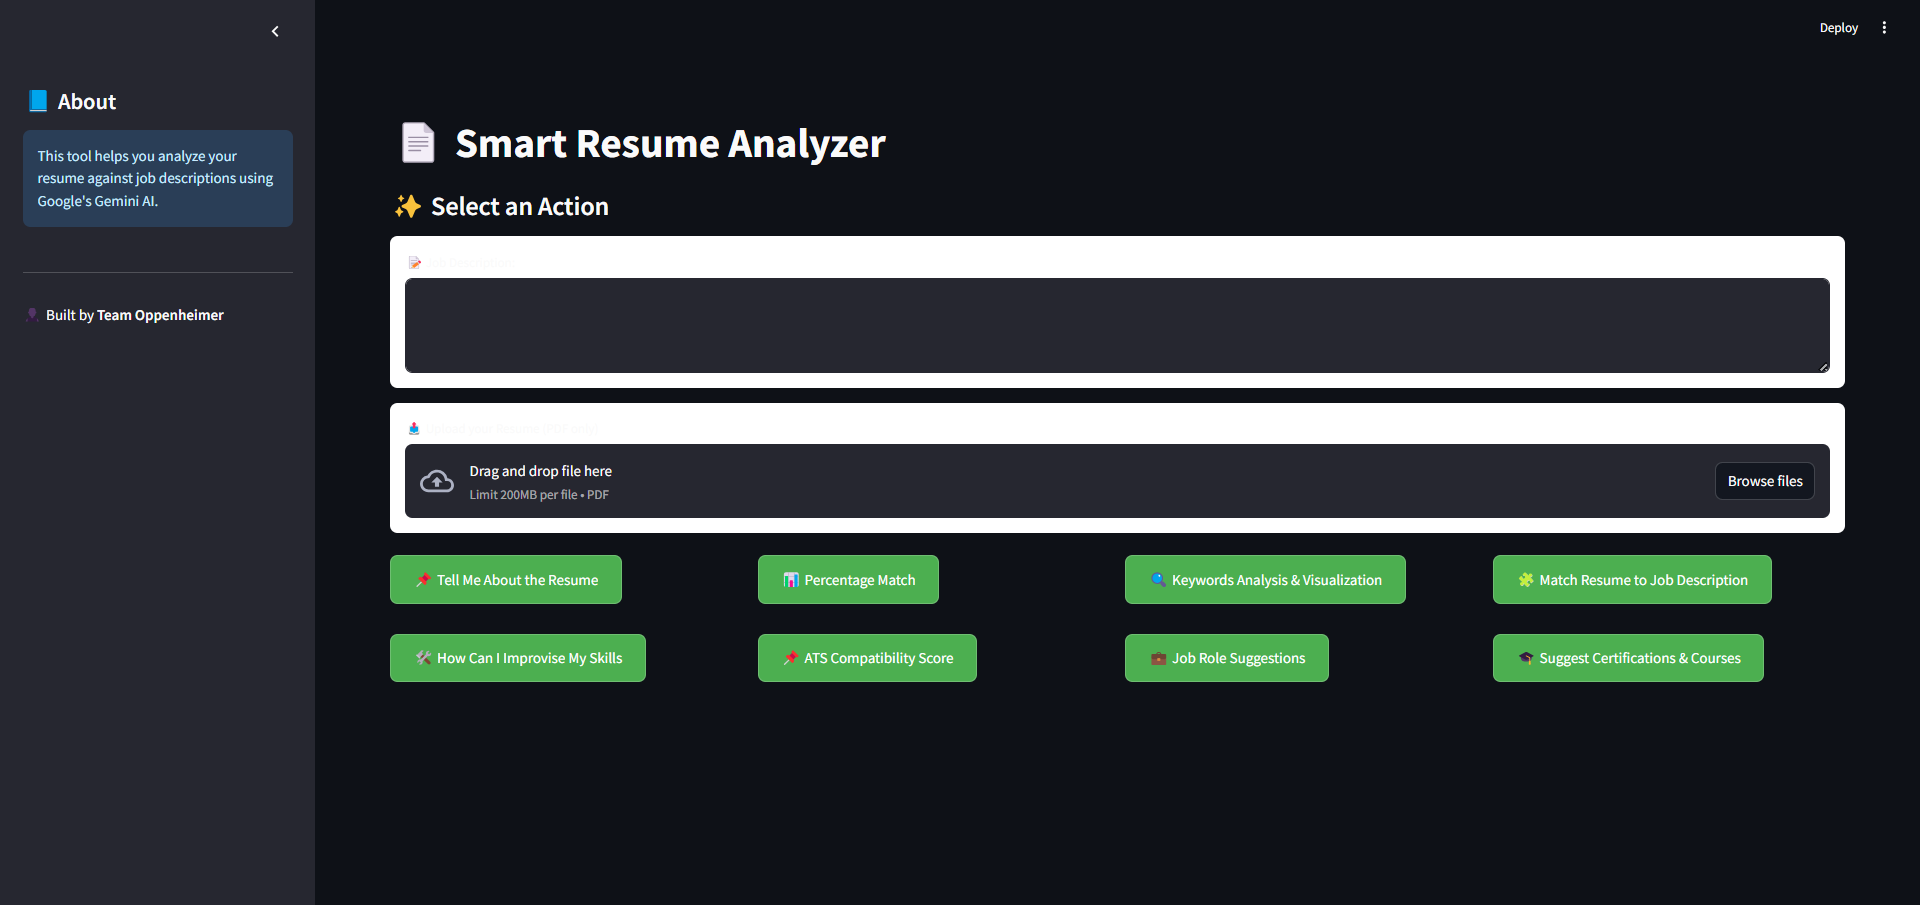 About
This tool helps you analyze your
resume against job descriptions using
Google's Gemini AI.
Built by Team Oppenheimer
Deploy
Smart Resume Analyzer
Select an Action
Drag and drop file here
Limit 200MB per file • PDF
Browse files
Tell Me About the Resume
Percentage Match
Keywords Analysis & Visualization
Match Resume to Job Description
How Can I Improvise My Skills
ATS Compatibility Score
Job Role Suggestions
Suggest Certifications & Courses